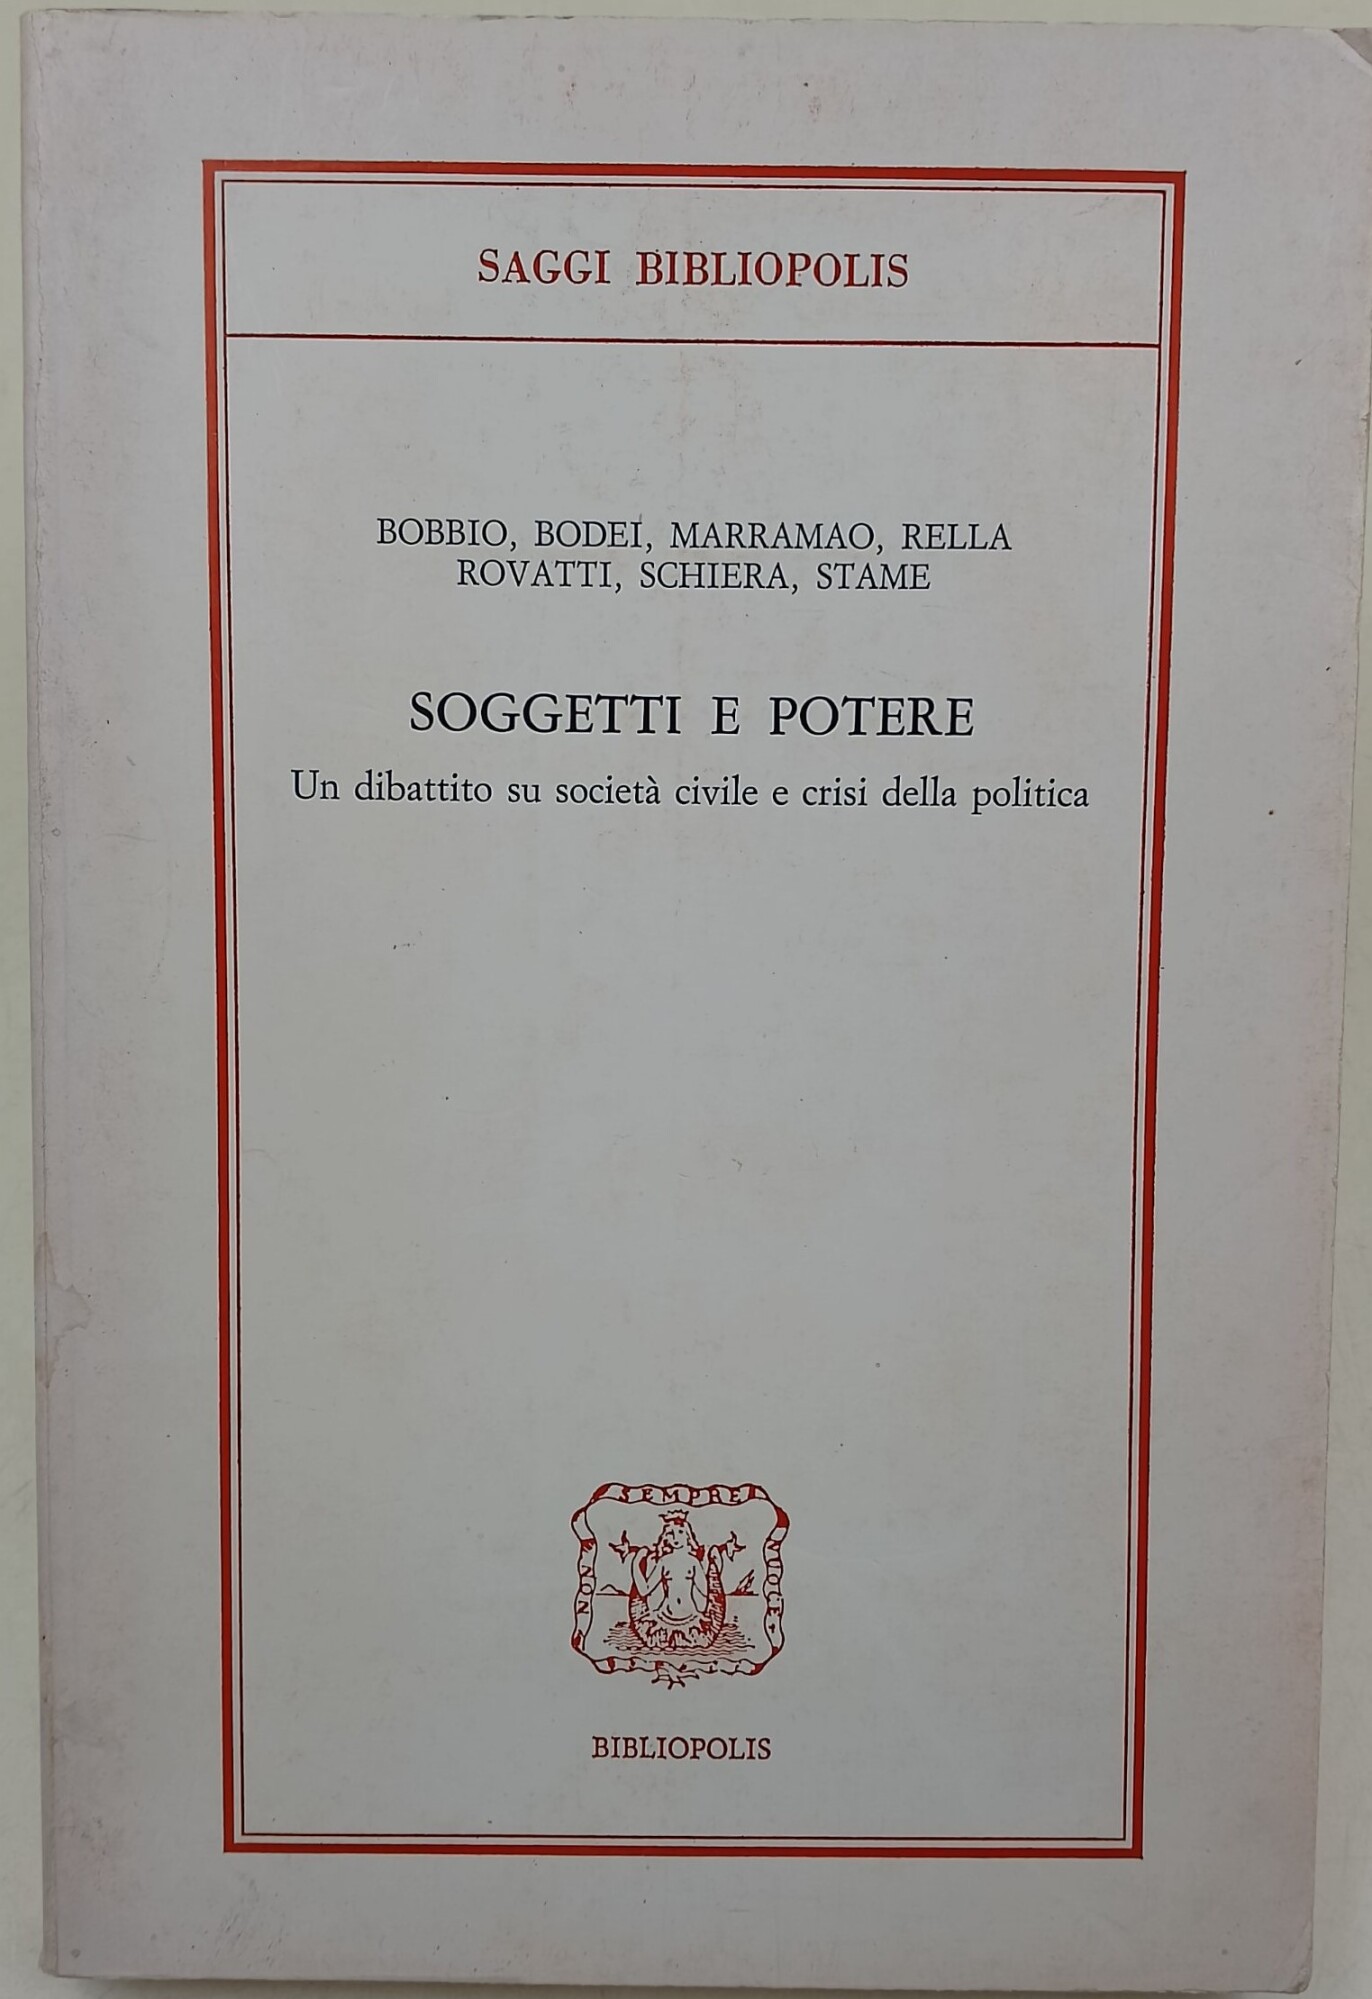 SAGGI BIBLIOPOLIS
BOBBIO, BODEI, MARRAMAO, RELLA
ROVATTI, SCHIERA, STAME
SOGGETTI E POTERE
Un dibattito su società civile e crisi della politica
NON
SEMPRE
NUOCE
BIBLIOPOLIS